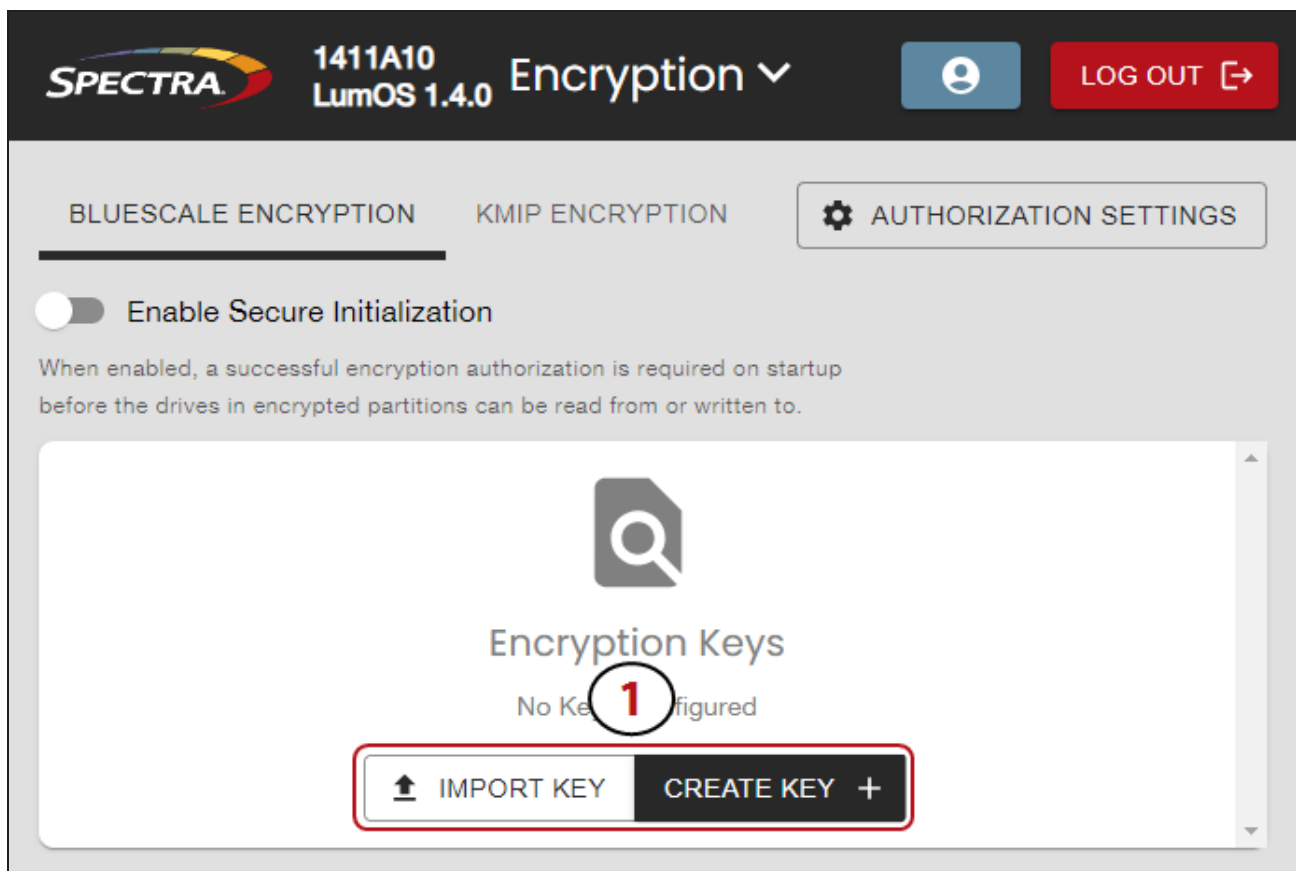 SPECTRA
1411A10
LumOS 1.4.0
Encryption
LOG OUT
BLUESCALE ENCRYPTION
KMIP ENCRYPTION
AUTHORIZATION SETTINGS
Enable Secure Initialization
When enabled, a successful encryption authorization is required on startup
before the drives in encrypted partitions can be read from or written to.
Encryption Keys
No
1
IMPORT KEY
CREATE KEY +